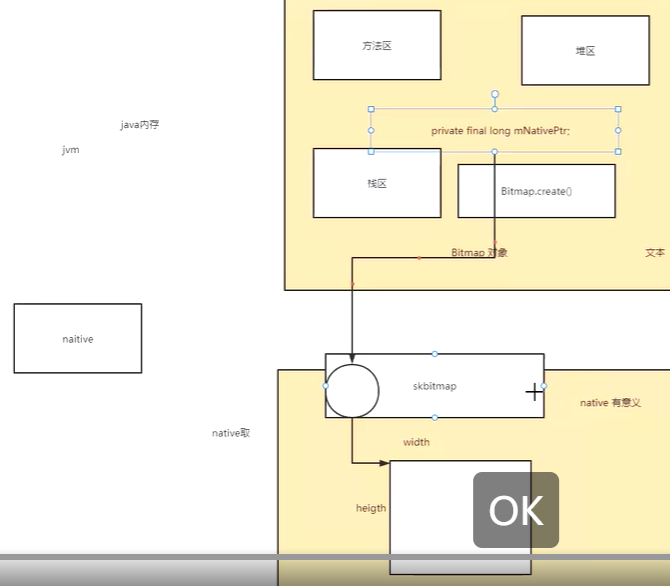 方法区
堆区
java内存
private final long mNativePtr;
jvm
栈区
Bitmap.create()
Bitmap 对象
文本
naitive
skbitmap
native 有意义
native取
width
heigth
OK